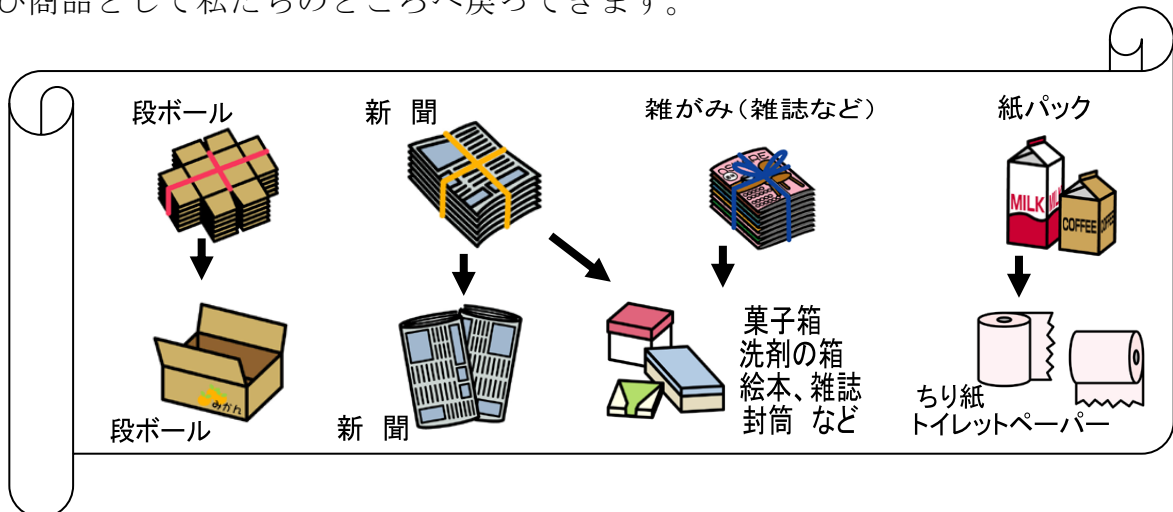 び商品として私たちのところへ戻ってきます。
段ボール
新 聞
雑がみ(雑誌など)
紙パック
MILK
COFFEE
みかん
段ボール
新 聞
菓子箱
洗剤の箱
絵本、雑誌
封筒 など
ちり紙
トイレットペーパー